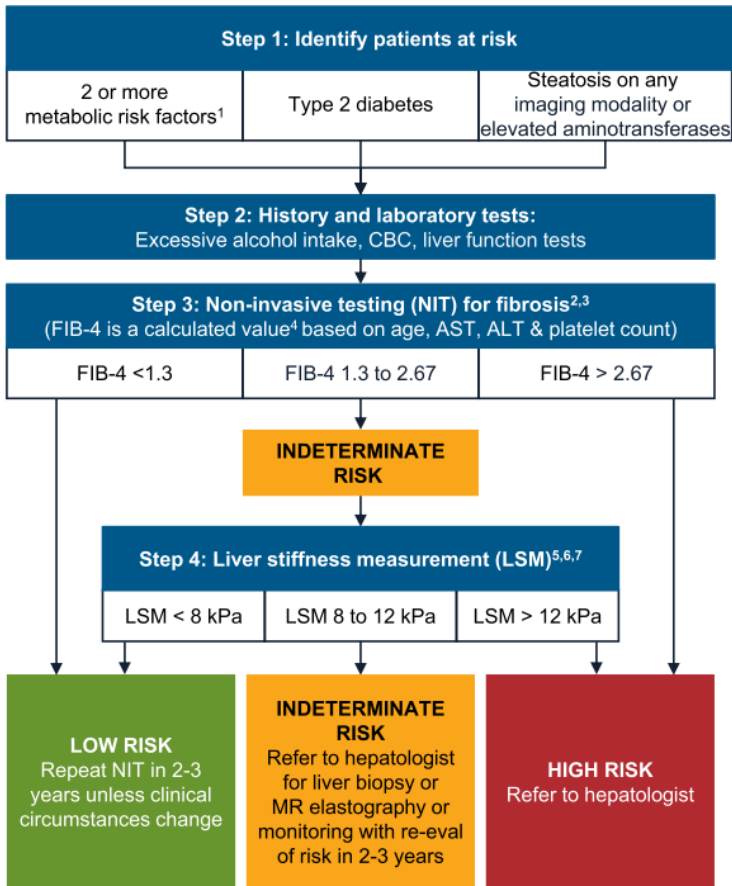 Step 1: Identify patients at risk
2 or more
metabolic risk factors¹
Type 2 diabetes
Steatosis on any
imaging modality or
elevated aminotransferases
Step 2: History and laboratory tests:
Excessive alcohol intake, CBC, liver function tests
Step 3: Non-invasive testing (NIT) for fibrosis²,³
(FIB-4 is a calculated value⁴ based on age, AST, ALT & platelet count)
FIB-4 <1.3
FIB-4 1.3 to 2.67
FIB-4 > 2.67
INDETERMINATE
RISK
Step 4: Liver stiffness measurement (LSM)⁵,⁶,⁷
LSM < 8 kPa
LSM 8 to 12 kPa
LSM > 12 kPa
LOW RISK
Repeat NIT in 2-3
years unless clinical
circumstances change
INDETERMINATE
RISK
Refer to hepatologist
for liver biopsy or
MR elastography or
monitoring with re-eval
of risk in 2-3 years
HIGH RISK
Refer to hepatologist